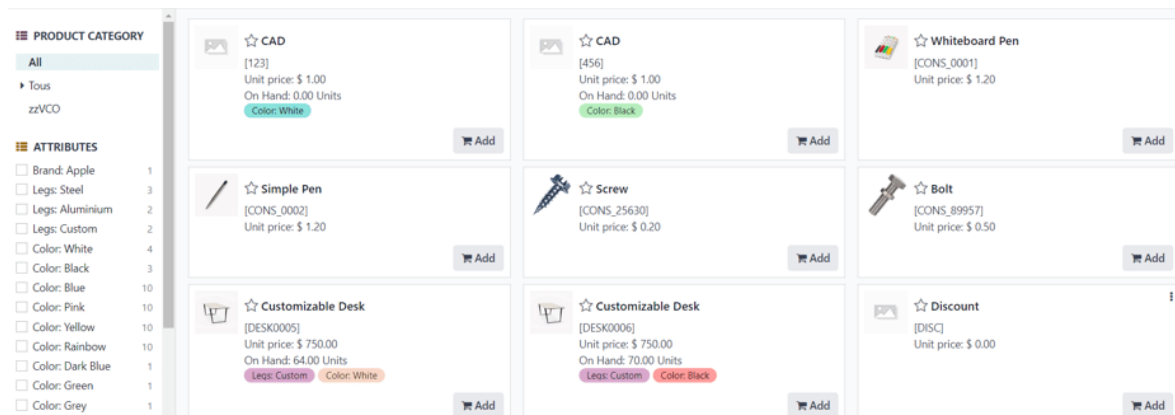 PRODUCT CATEGORY
All
Tous
zzVCO
ATTRIBUTES
Brand: Apple 1
Legs: Steel 3
Legs: Aluminium 2
Legs: Custom 2
Color: White 4
Color: Black 3
Color: Blue 10
Color: Pink 10
Color: Yellow 10
Color: Rainbow 10
Color: Dark Blue 1
Color: Green 1
Color: Grey 1
CAD
[123]
Unit price: $ 1.00
On Hand: 0.00 Units
Color: White
Add
CAD
[456]
Unit price: $ 1.00
On Hand: 0.00 Units
Color: Black
Add
Whiteboard Pen
[CONS_0001]
Unit price: $ 1.20
Add
Simple Pen
[CONS_0002]
Unit price: $ 1.20
Add
Screw
[CONS_25630]
Unit price: $ 0.20
Add
Bolt
[CONS_89957]
Unit price: $ 0.50
Add
Customizable Desk
[DESK0005]
Unit price: $ 750.00
On Hand: 64.00 Units
Legs: Custom Color: White
Add
Customizable Desk
[DESK0006]
Unit price: $ 750.00
On Hand: 70.00 Units
Legs: Custom Color: Black
Add
Discount
[DISC]
Unit price: $ 0.00
Add